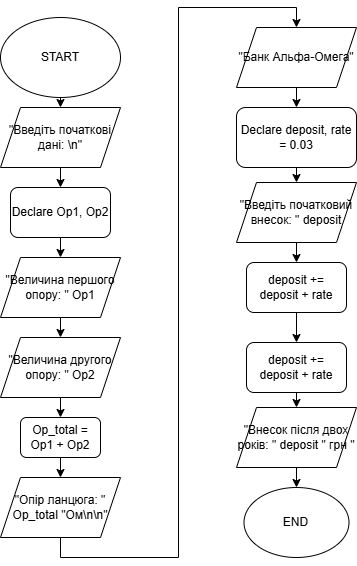 START
"Введіть початкові
дані: \n"
Declare Op1, Op2
"Величина першого
опору: " Op1
"Величина другого
опору: " Op2
Op_total =
Op1 + Op2
"Опір ланцюга: "
Op_total "Ом\n\n"
"Банк Альфа-Омега"
Declare deposit, rate
= 0.03
"Введіть початковий
внесок: " deposit
deposit +=
deposit + rate
deposit +=
deposit + rate
"Внесок після двох
років: " deposit " грн "
END